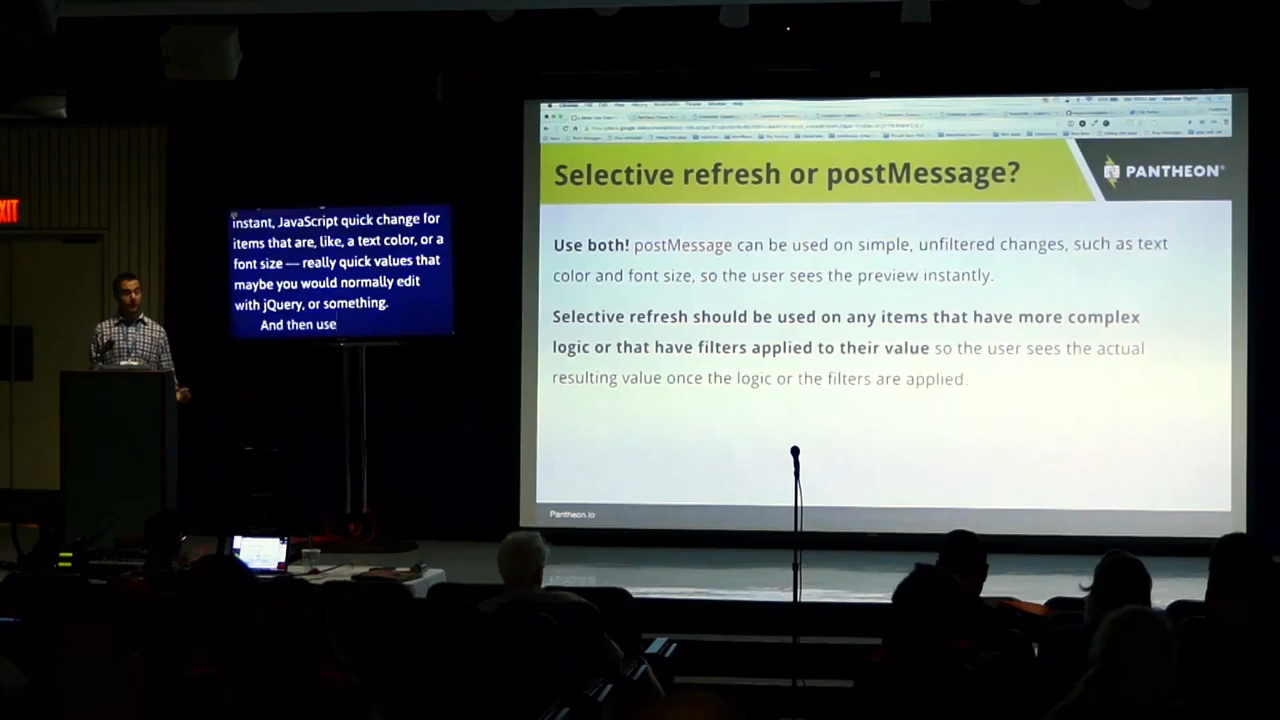 Selective refresh or postMessage?
PANTHEON®
Use both! postMessage can be used on simple, unfiltered changes, such as text
color and font size, so the user sees the preview instantly.
Selective refresh should be used on any items that have more complex
logic or that have filters applied to their value so the user sees the actual
resulting value once the logic or the filters are applied.
Pantheon.io
instant, JavaScript quick change for
items that are, like, a text color, or a
font size — really quick values that
maybe you would normally edit
with jQuery, or something.
And then use
XIT